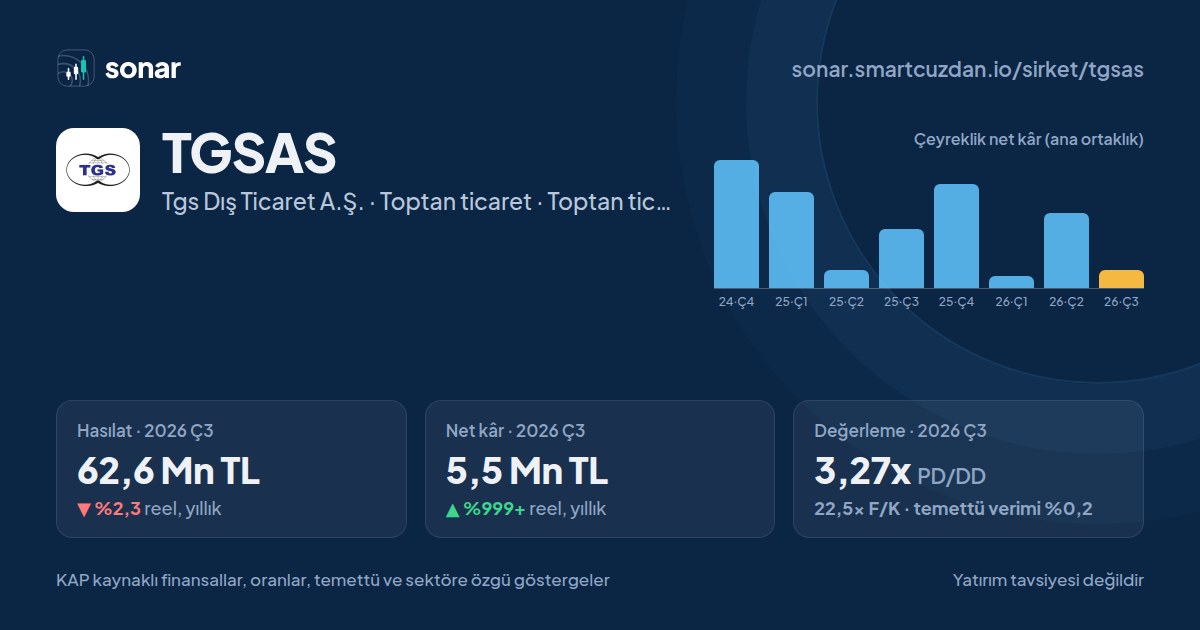 sonar
sonar.smartcuzdan.io/sirket/tgsas
TGS
TGSAS
Tgs Dış Ticaret A.Ş. · Toptan ticaret · Toptan tic...
Çeyreklik net kâr (ana ortaklık)
24-Ç4 25-Ç1 25-Ç2 25-Ç3 25-Ç4 26-Ç1 26-Ç2 26-Ç3
Hasılat · 2026 Ç3
62,6 Mn TL
▼ %2,3 reel, yıllık
Net kâr · 2026 Ç3
5,5 Mn TL
▲ %999+ reel, yıllık
Değerleme · 2026 Ç3
3,27x PD/DD
22,5× F/K · temettü verimi %0,2
KAP kaynaklı finansallar, oranlar, temettü ve sektöre özgü göstergeler
Yatırım tavsiyesi değildir